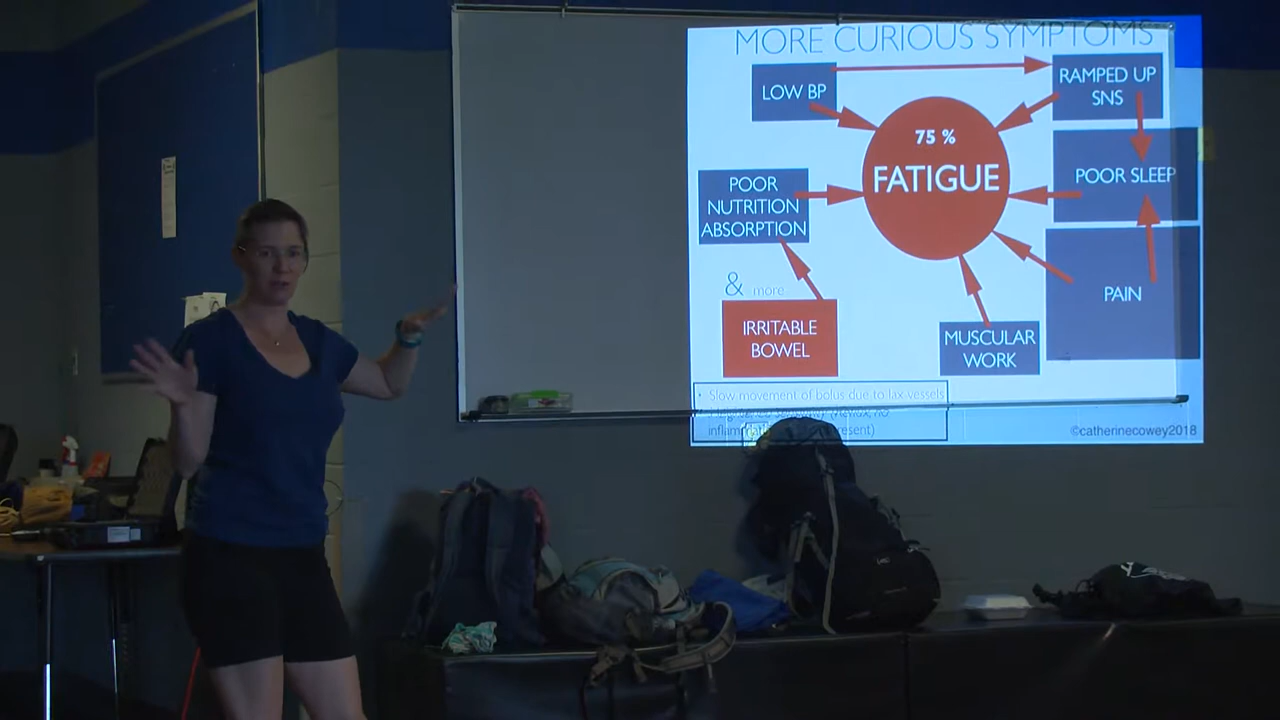 MORE CURIOUS SYMPTOMS
LOW BP
RAMPED UP
SNS
75 %
FATIGUE
POOR SLEEP
POOR
NUTRITION
ABSORPTION
PAIN
& more
IRRITABLE
BOWEL
MUSCULAR
WORK
• Slow movement of bolus due to lax vessels
present)
©catherinecowey2018